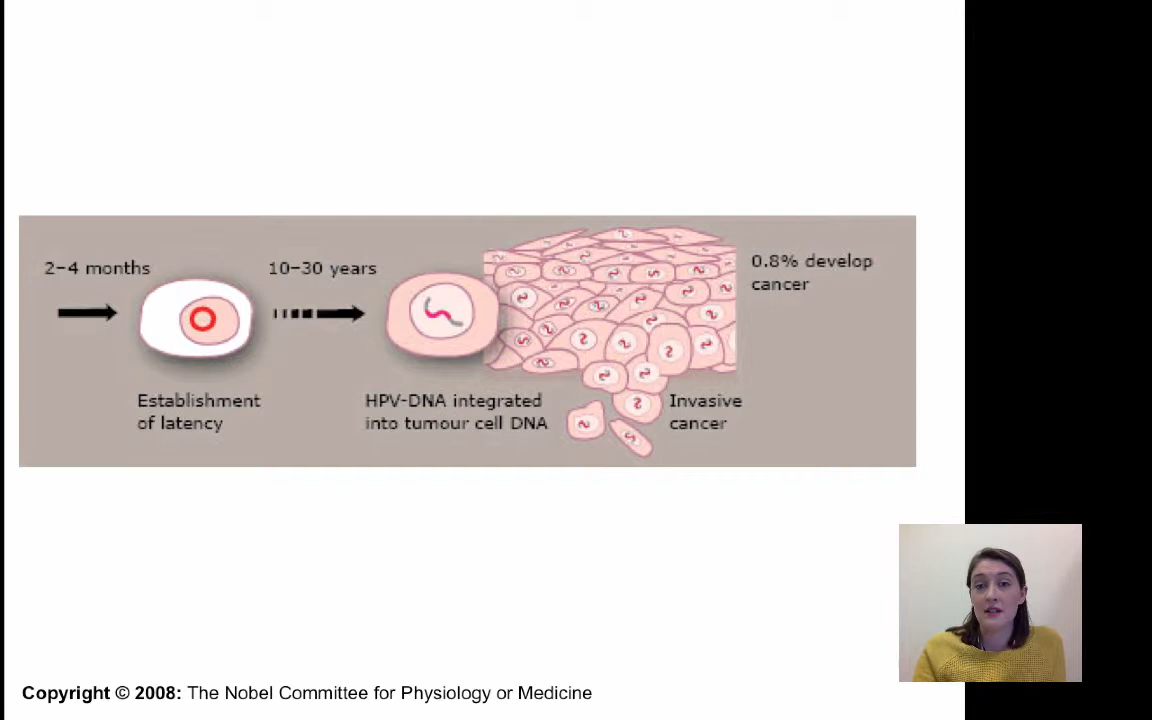 2–4 months
10–30 years
0.8% develop
cancer
Establishment
of latency
HPV-DNA integrated
into tumour cell DNA
Invasive
cancer
Copyright © 2008: The Nobel Committee for Physiology or Medicine